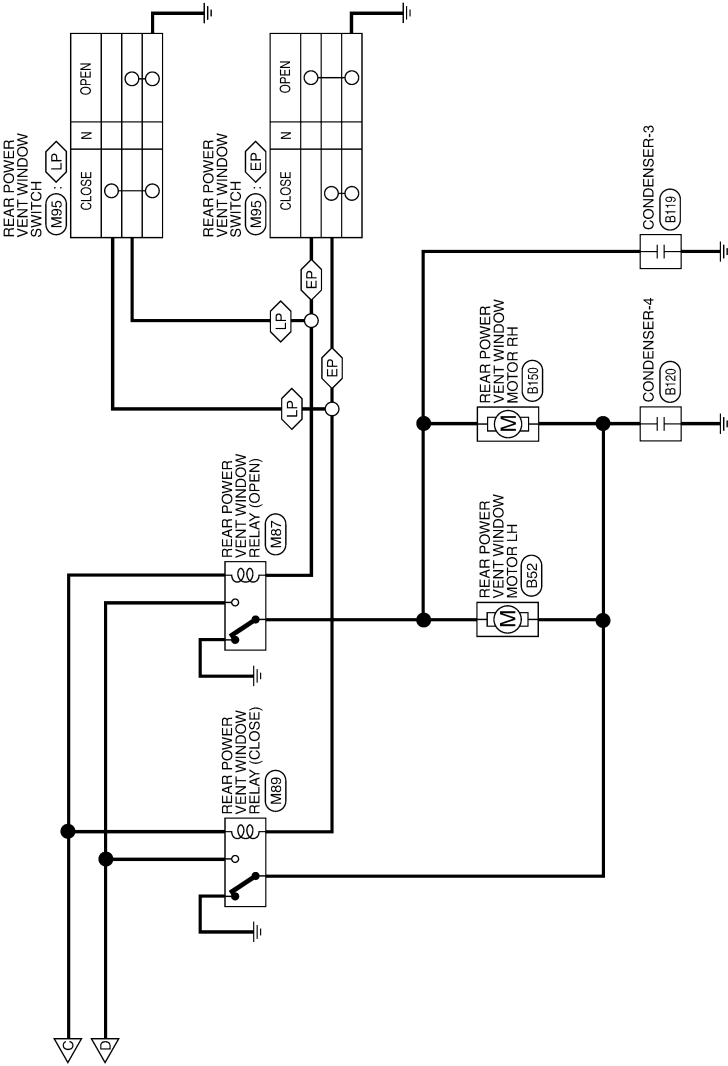 REAR POWER
VENT WINDOW
SWITCH
M95 : LP
CLOSE N OPEN
REAR POWER
VENT WINDOW
SWITCH
M95 : EP
CLOSE N OPEN
EP
LP
EP
LP
CONDENSER-3
B119
CONDENSER-4
B120
REAR POWER
VENT WINDOW
MOTOR RH
B150
M
REAR POWER
VENT WINDOW
MOTOR LH
B52
M
REAR POWER
VENT WINDOW
RELAY (OPEN)
M87
REAR POWER
VENT WINDOW
RELAY (CLOSE)
M89
C
D